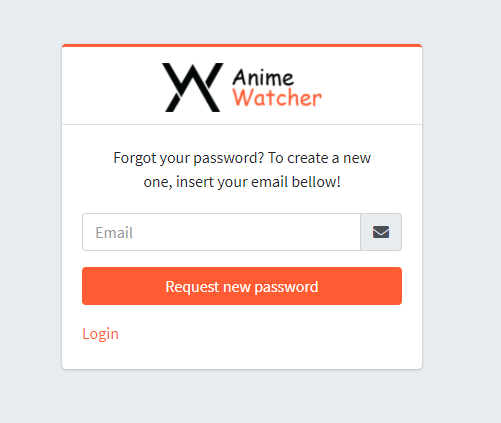 Anime
Watcher
Forgot your password? To create a new
one, insert your email bellow!
Email
Request new password
Login